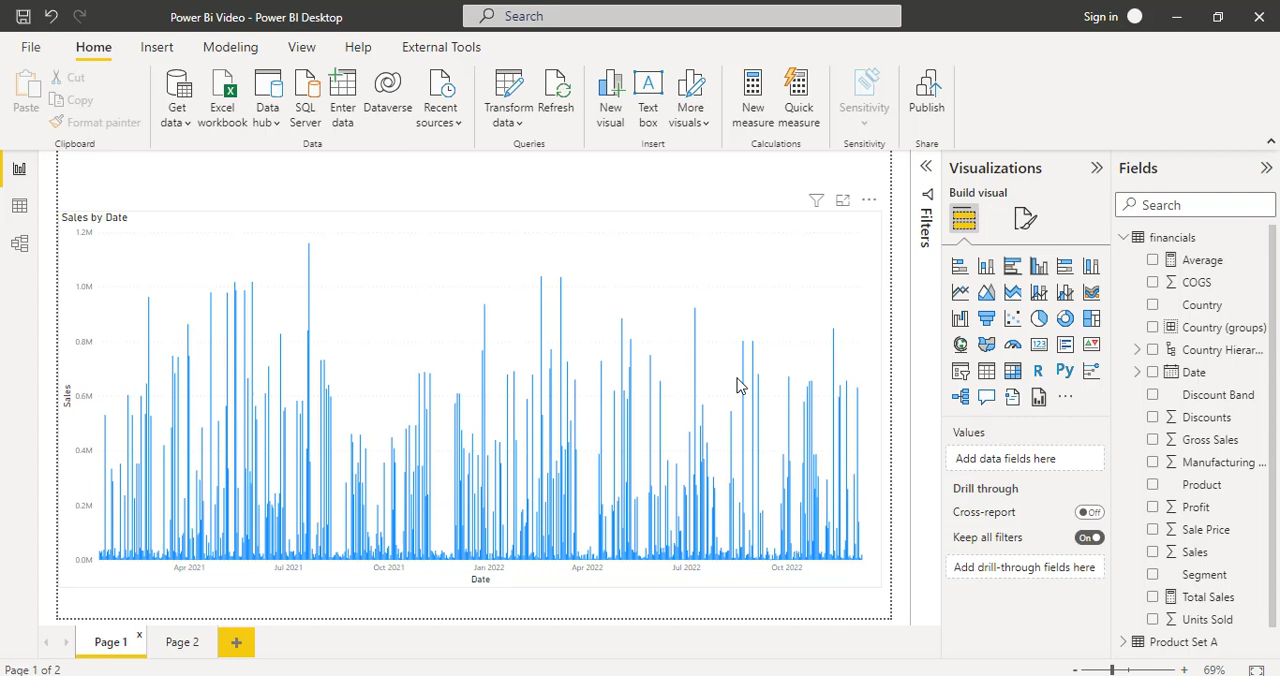 Power Bi Video - Power BI Desktop
Search
Sign in
File Home Insert Modeling View Help External Tools
Paste
Cut
Copy
Format painter
Clipboard
Get data
Excel workbook
Data hub
SQL Server
Enter data
Dataverse
Recent sources
Data
Transform data
Refresh
Queries
New visual
Text box
More visuals
Insert
New measure
Quick measure
Calculations
Sensitivity
Sensitivity
Publish
Share
Sales by Date
1.2M
1.0M
0.8M
0.6M
0.4M
0.2M
0.0M
Sales
Apr 2021 Jul 2021 Oct 2021 Jan 2022 Apr 2022 Jul 2022 Oct 2022
Date
Filters
Visualizations
Build visual
123
R Py
Values
Add data fields here
Drill through
Cross-report Off
Keep all filters On
Add drill-through fields here
Fields
Search
financials
Average
COGS
Country
Country (groups)
Country Hierar...
Date
Discount Band
Discounts
Gross Sales
Manufacturing ...
Product
Profit
Sale Price
Sales
Segment
Total Sales
Units Sold
Product Set A
Page 1 x Page 2 +
Page 1 of 2
- + 69%